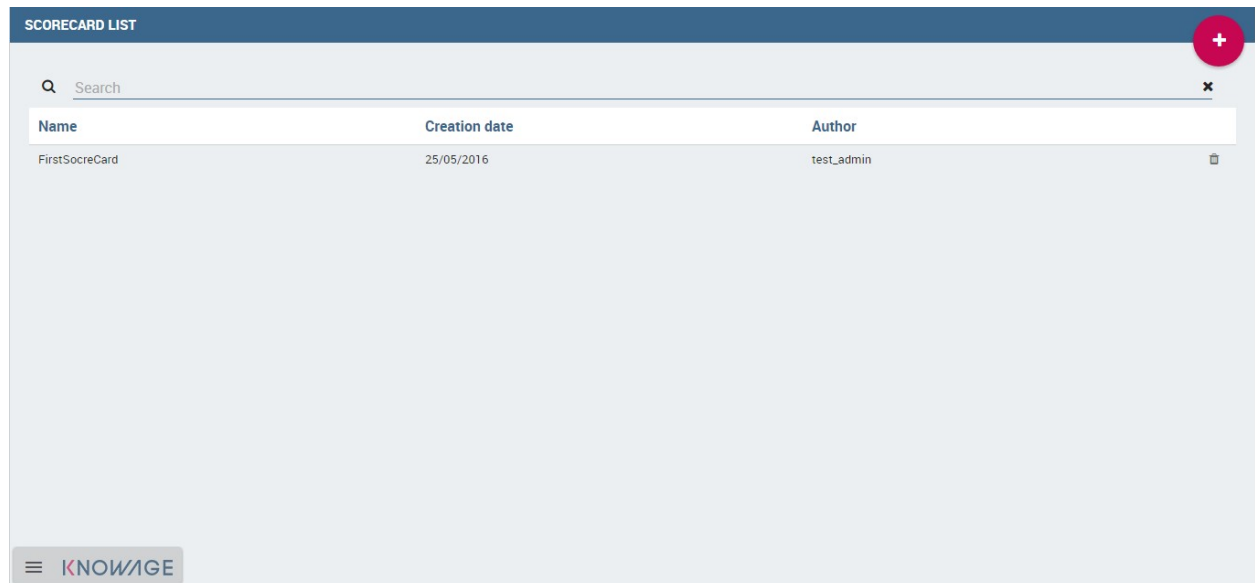 SCORECARD LIST
Search
Name Creation date Author
FirstSocreCard 25/05/2016 test_admin
KNOWAGE